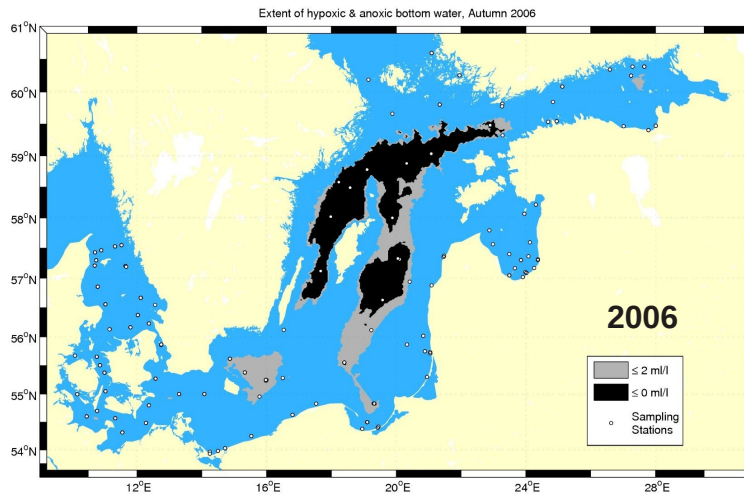 Extent of hypoxic & anoxic bottom water, Autumn 2006
61°N
60°N
59°N
58°N
57°N
56°N
55°N
54°N
2006
≤ 2 ml/l
≤ 0 ml/l
Sampling
Stations
12°E
16°E
20°E
24°E
28°E